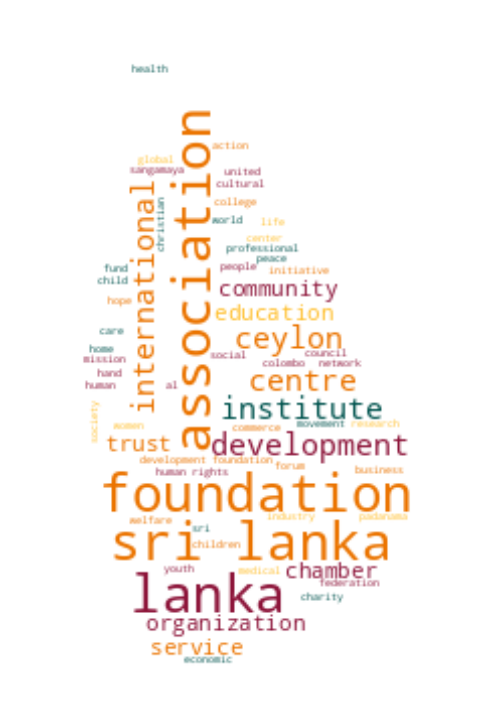 health
association
action
global
sangamaya
united
cultural
international
christian
college
world
life
center
professional
peace
people
initiative
fund
child
community
hope
education
care
ceylon
home
mission
social
council
colombo
network
hand
human
al
centre
society
institute
women
commerce
movement
research
trust
development
development foundation
forum
human rights
business
foundation
welfare
industry
padanama
sri
sri lanka
children
youth
medical
chamber
federation
lanka
charity
organization
service
economic